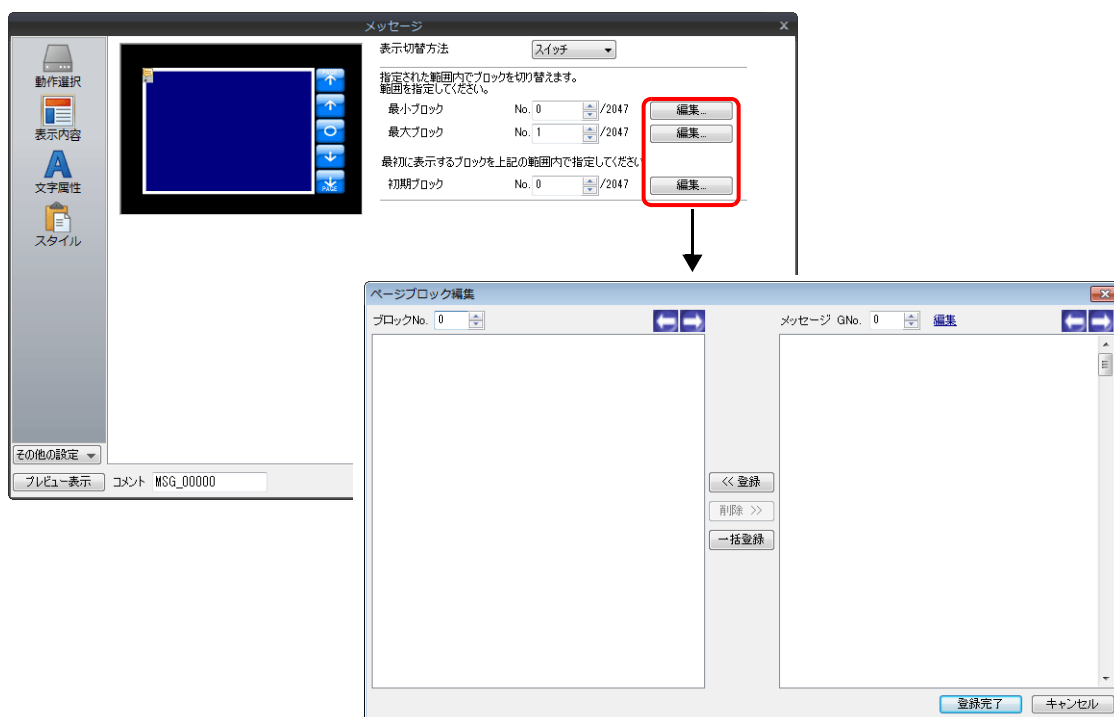 メッセージ
x
動作選択
表示内容
文字属性
スタイル
その他の設定
プレビュー表示
コメント MSG_00000
PAGE
PAGE
表示切替方法 スイッチ
指定された範囲内でブロックを切り替えます。
範囲を指定してください。
最小ブロック No. 0 /2047 編集...
最大ブロック No. 1 /2047 編集...
最初に表示するブロックを上記の範囲内で指定してください
初期ブロック No. 0 /2047 編集...
ページブロック編集
ブロックNo. 0
メッセージ GNo. 0 編集
<< 登録
削除 >>
一括登録
登録完了 キャンセル